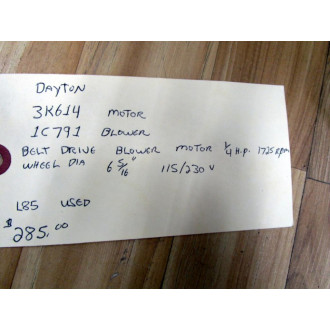 DAYTON
3K614 MOTOR
1C791 BLOWER
BELT DRIVE BLOWER MOTOR 1/4 H.P. 1725 RPM
WHEEL DIA 6 5/16" 115/230 V
L85 USED
$285.00